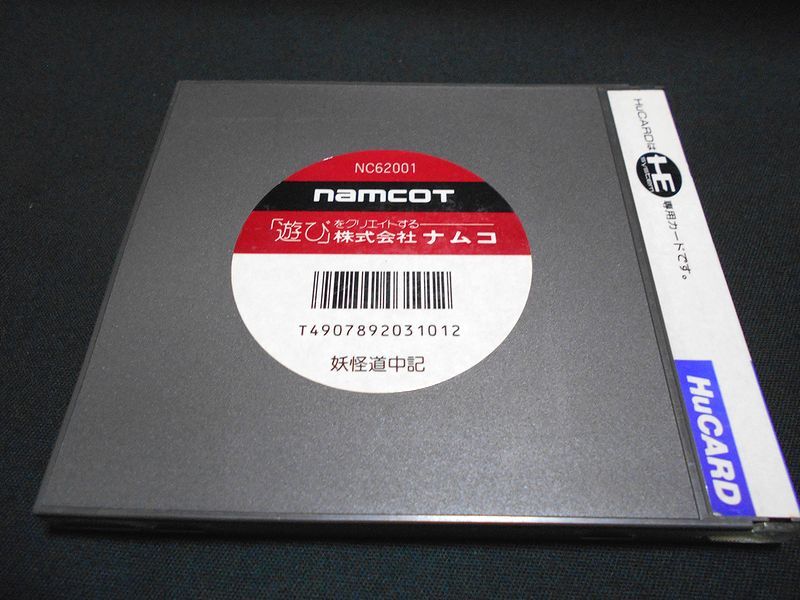 NC62001
namcot
「遊び」をクリエイトする
株式会社 ナムコ
T4907892031012
妖怪道中記
HuCARDは
HE
SYSTEM
専用カードです。
HuCARD